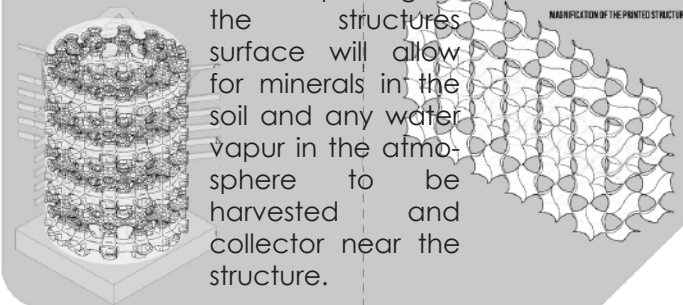 MAGNIFICATION OF THE PRINTED STRUCTUR
the structures
surface will allow
for minerals in the
soil and any water
vapur in the atmo-
sphere to be
harvested and
collector near the
structure.